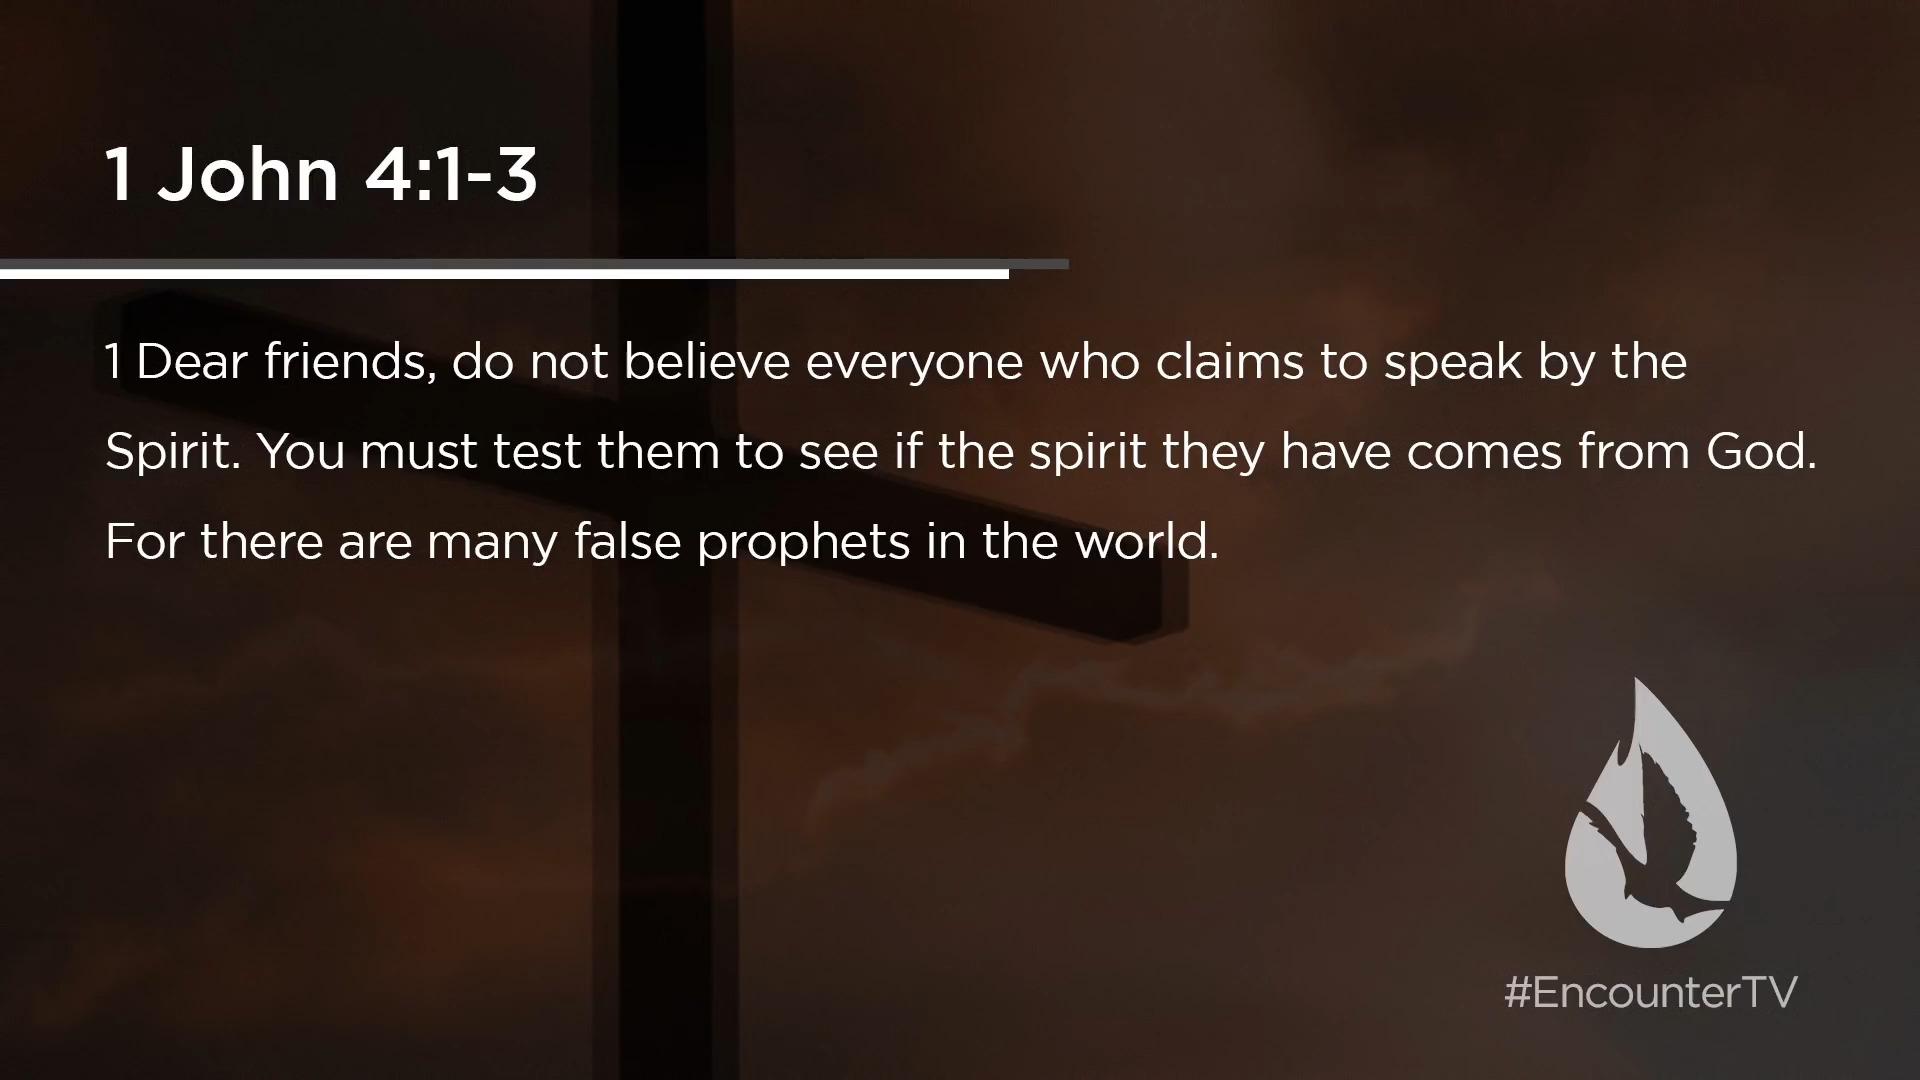 1 John 4:1-3
1 Dear friends, do not believe everyone who claims to speak by the
Spirit. You must test them to see if the spirit they have comes from God.
For there are many false prophets in the world.
#EncounterTV